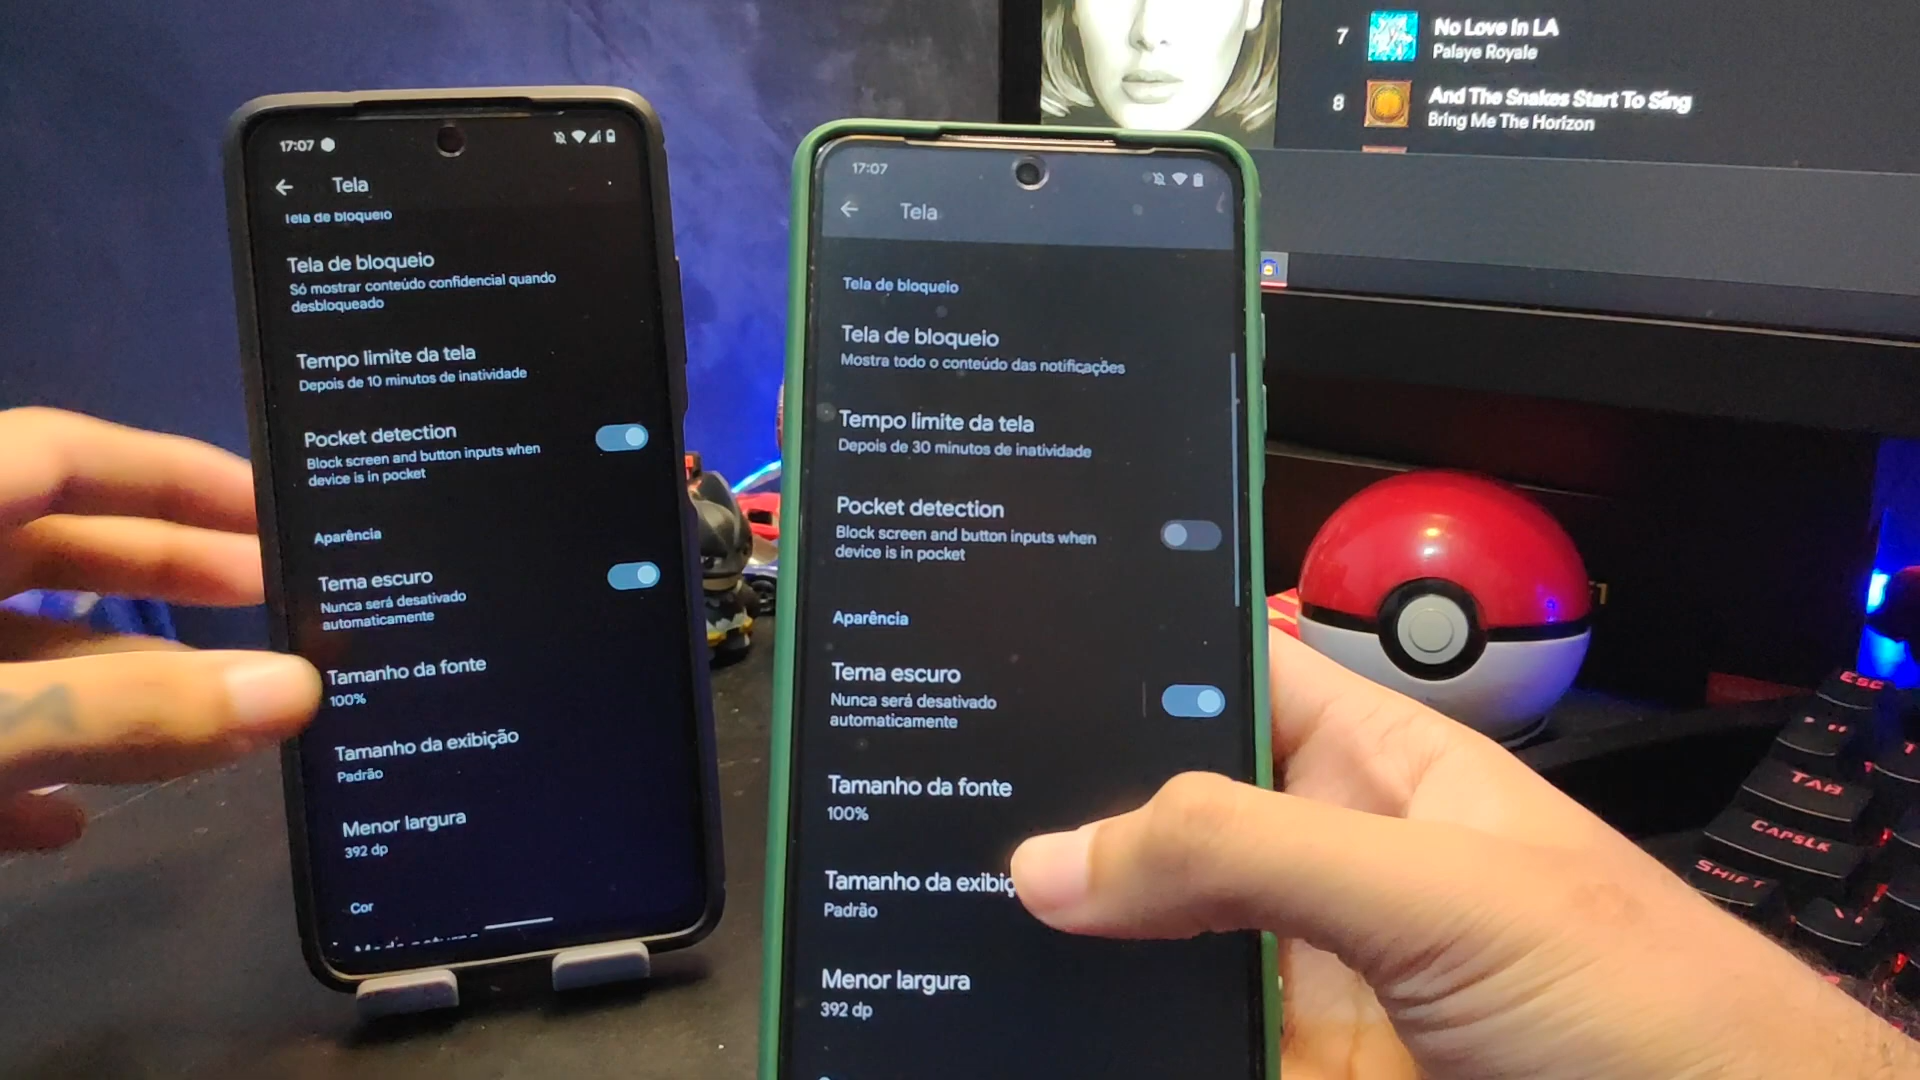 17:07
Tela
Tela de bloqueio
Tela de bloqueio
Só mostrar conteúdo confidencial quando
desbloqueado
Tempo limite da tela
Depois de 10 minutos de inatividade
Pocket detection
Block screen and button inputs when
device is in pocket
Aparência
Tema escuro
Nunca será desativado
automaticamente
Tamanho da fonte
100%
Tamanho da exibição
Padrão
Menor largura
392 dp
Cor
17:07
Tela
Tela de bloqueio
Tela de bloqueio
Mostra todo o conteúdo das notificações
Tempo limite da tela
Depois de 30 minutos de inatividade
Pocket detection
Block screen and button inputs when
device is in pocket
Aparência
Tema escuro
Nunca será desativado
automaticamente
Tamanho da fonte
100%
Tamanho da exibiç
Padrão
Menor largura
392 dp
7
No Love In LA
Palaye Royale
8
And The Snakes Start To Sing
Bring Me The Horizon
ESC
TAB
CAPSLK
SHIFT